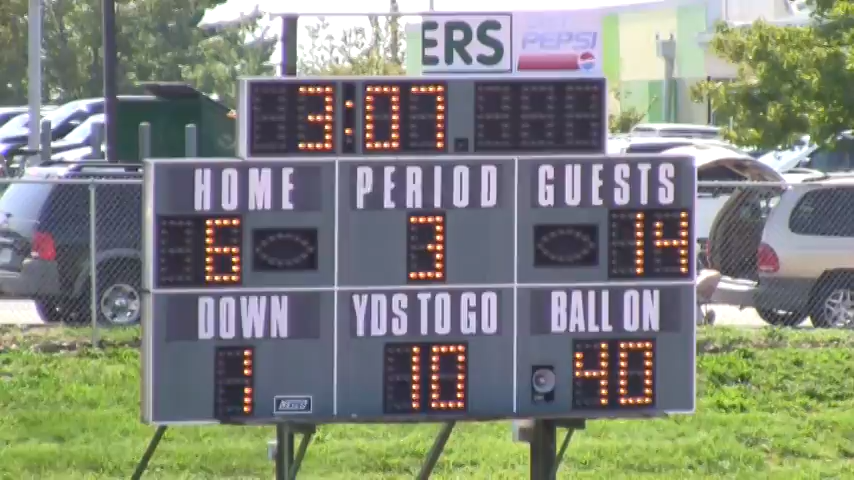 ERS PEPSI
3:07
HOME PERIOD GUESTS
6 3 14
DOWN YDS TO GO BALL ON
1 10 40